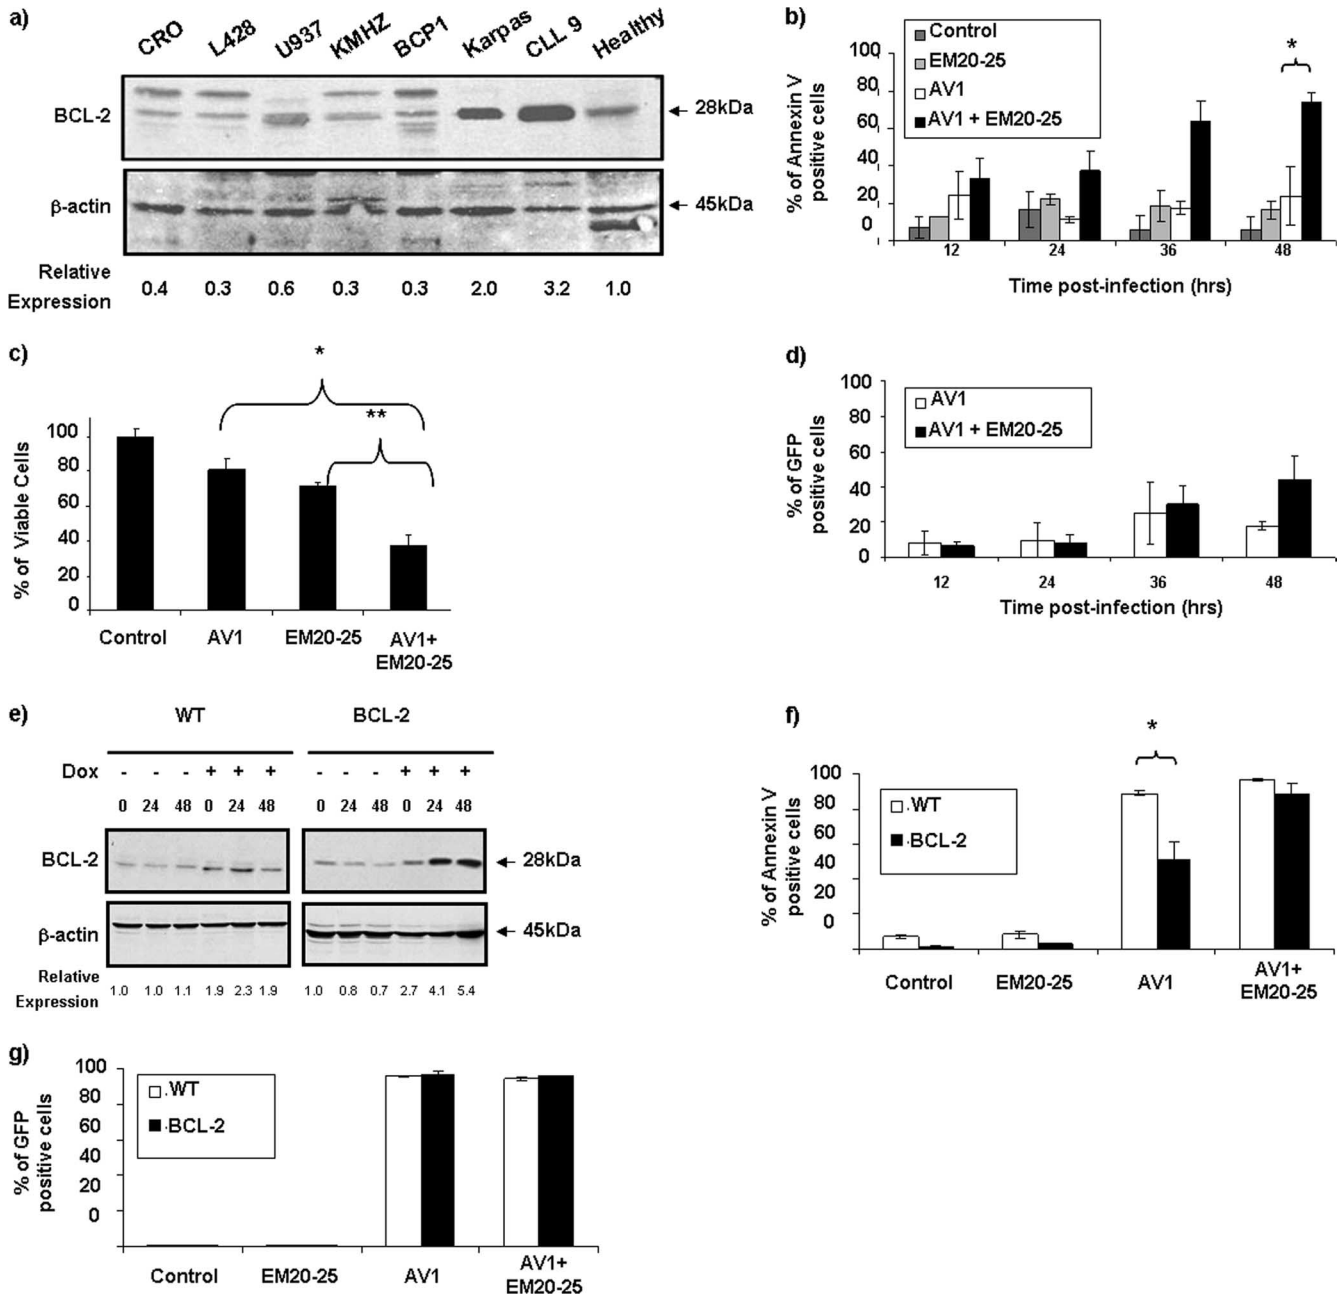 a)
CRO L428 U937 KMHZ BCP1 Karpas CLL 9 Healthy
BCL-2
28kDa
β-actin
45kDa
Relative Expression
0.4 0.3 0.6 0.3 0.3 2.0 3.2 1.0
b)
% of Annexin V positive cells
100
80
60
40
20
0
Control
EM20-25
AV1
AV1 + EM20-25
*
12 24 36 48
Time post-infection (hrs)
c)
% of Viable Cells
100
80
60
40
20
0
*
**
Control AV1 EM20-25 AV1+ EM20-25
d)
% of GFP positive cells
100
80
60
40
20
0
AV1
AV1 + EM20-25
12 24 36 48
Time post-infection (hrs)
e)
WT BCL-2
Dox - - - + + + - - - + + +
0 24 48 0 24 48 0 24 48 0 24 48
BCL-2
28kDa
β-actin
45kDa
Relative Expression
1.0 1.0 1.1 1.9 2.3 1.9 1.0 0.8 0.7 2.7 4.1 5.4
f)
% of Annexin V positive cells
100
80
60
40
20
0
.WT
.BCL-2
*
Control EM20-25 AV1 AV1+ EM20-25
g)
% of GFP positive cells
100
80
60
40
20
0
.WT
.BCL-2
Control EM20-25 AV1 AV1+ EM20-25